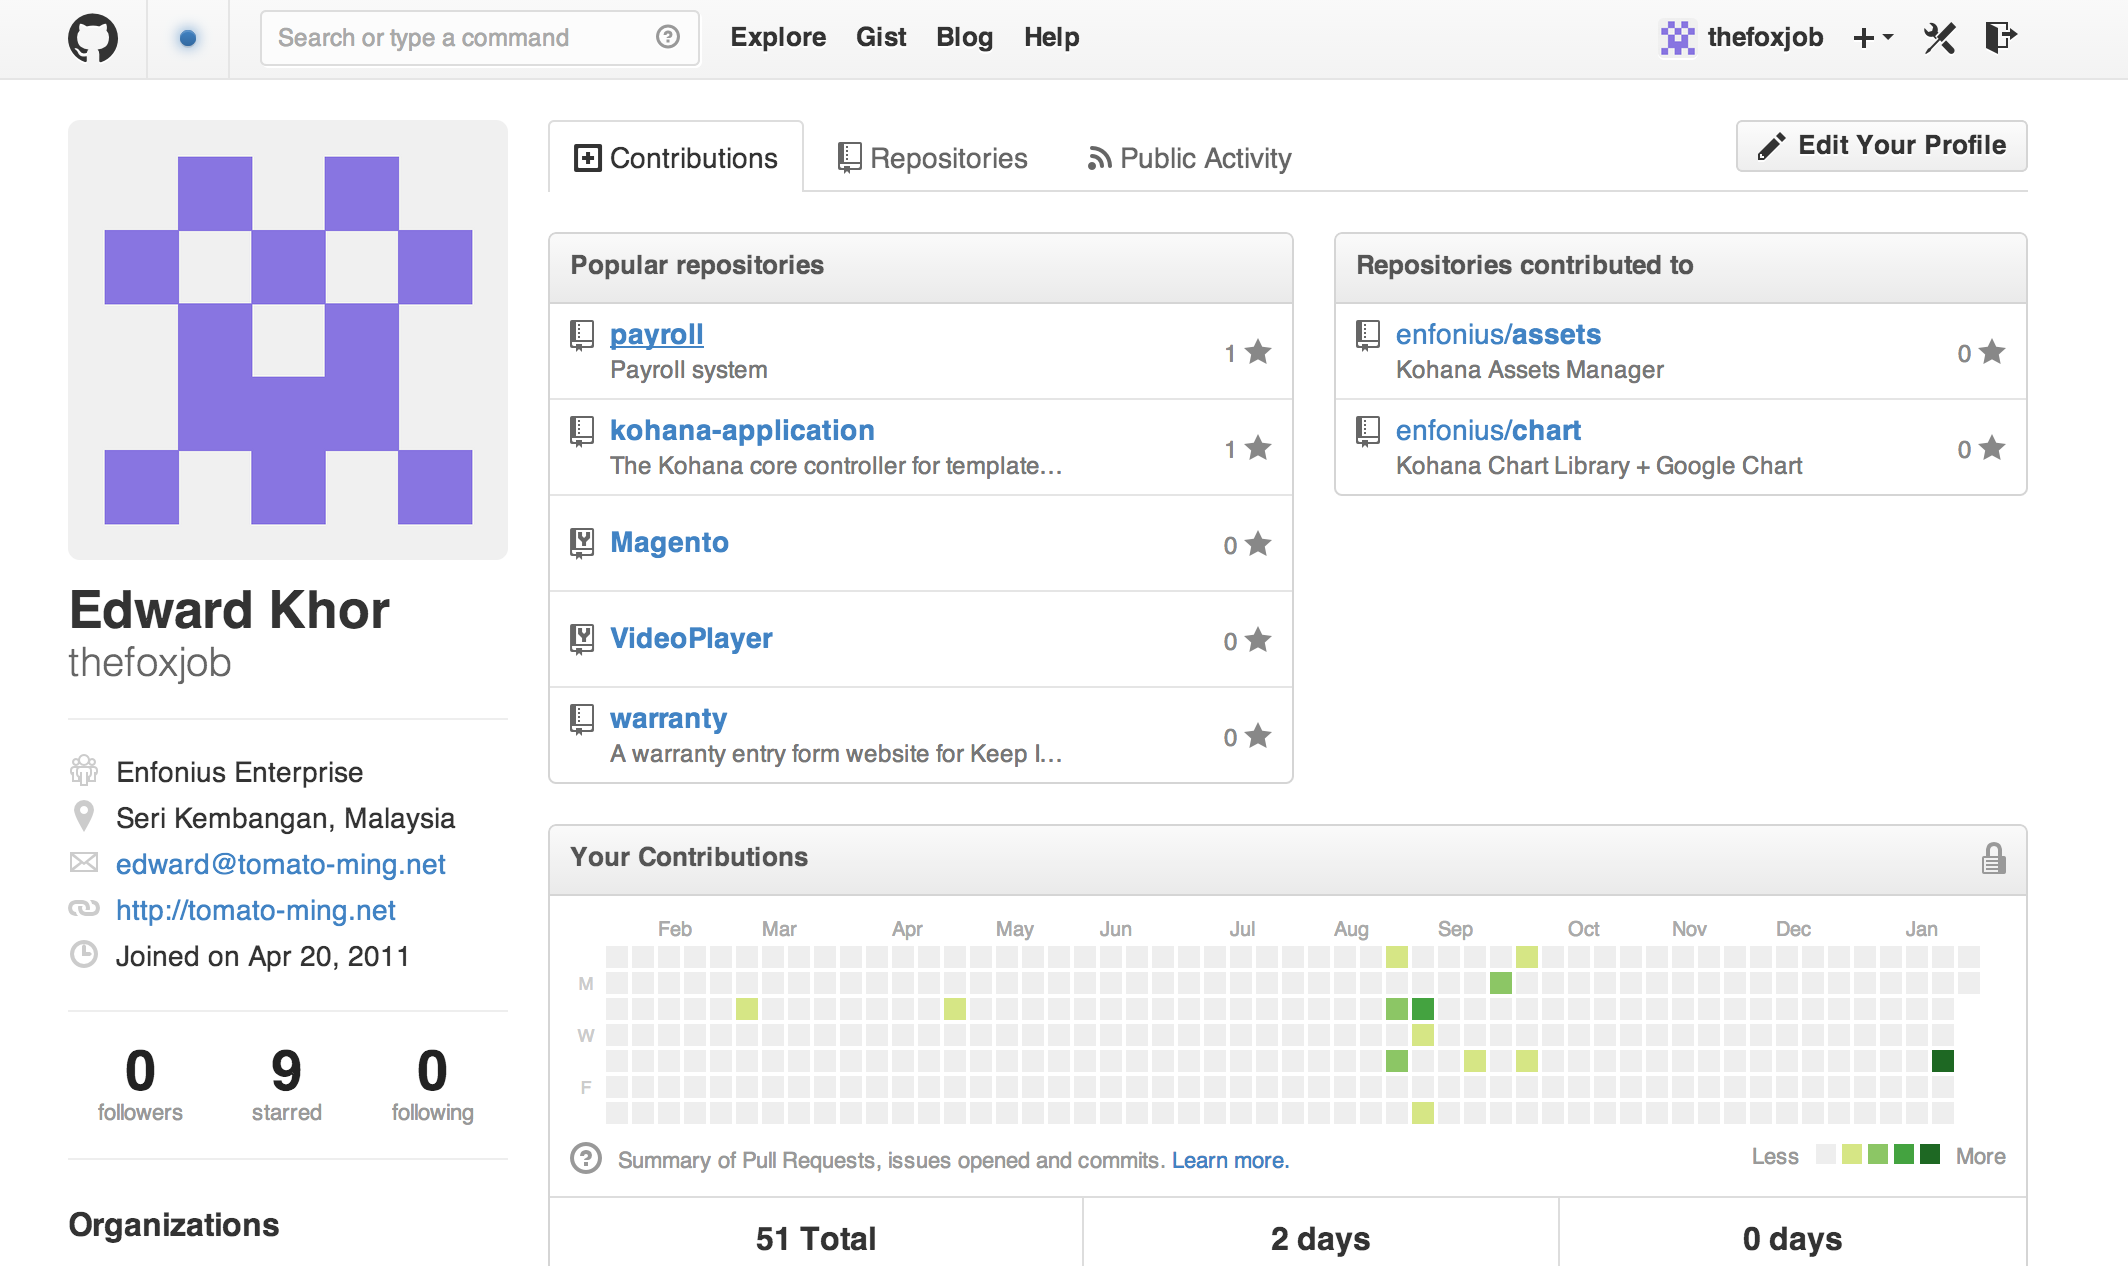 Search or type a command
Explore Gist Blog Help
thefoxjob
Contributions Repositories Public Activity
Edit Your Profile
Edward Khor
thefoxjob
Enfonius Enterprise
Seri Kembangan, Malaysia
edward@tomato-ming.net
http://tomato-ming.net
Joined on Apr 20, 2011
0 9 0
followers starred following
Organizations
Popular repositories
payroll
Payroll system
1
kohana-application
The Kohana core controller for template...
1
Magento
0
VideoPlayer
0
warranty
A warranty entry form website for Keep I...
0
Repositories contributed to
enfonius/assets
Kohana Assets Manager
0
enfonius/chart
Kohana Chart Library + Google Chart
0
Your Contributions
Feb Mar Apr May Jun Jul Aug Sep Oct Nov Dec Jan
M
W
F
Summary of Pull Requests, issues opened and commits. Learn more.
Less More
51 Total 2 days 0 days